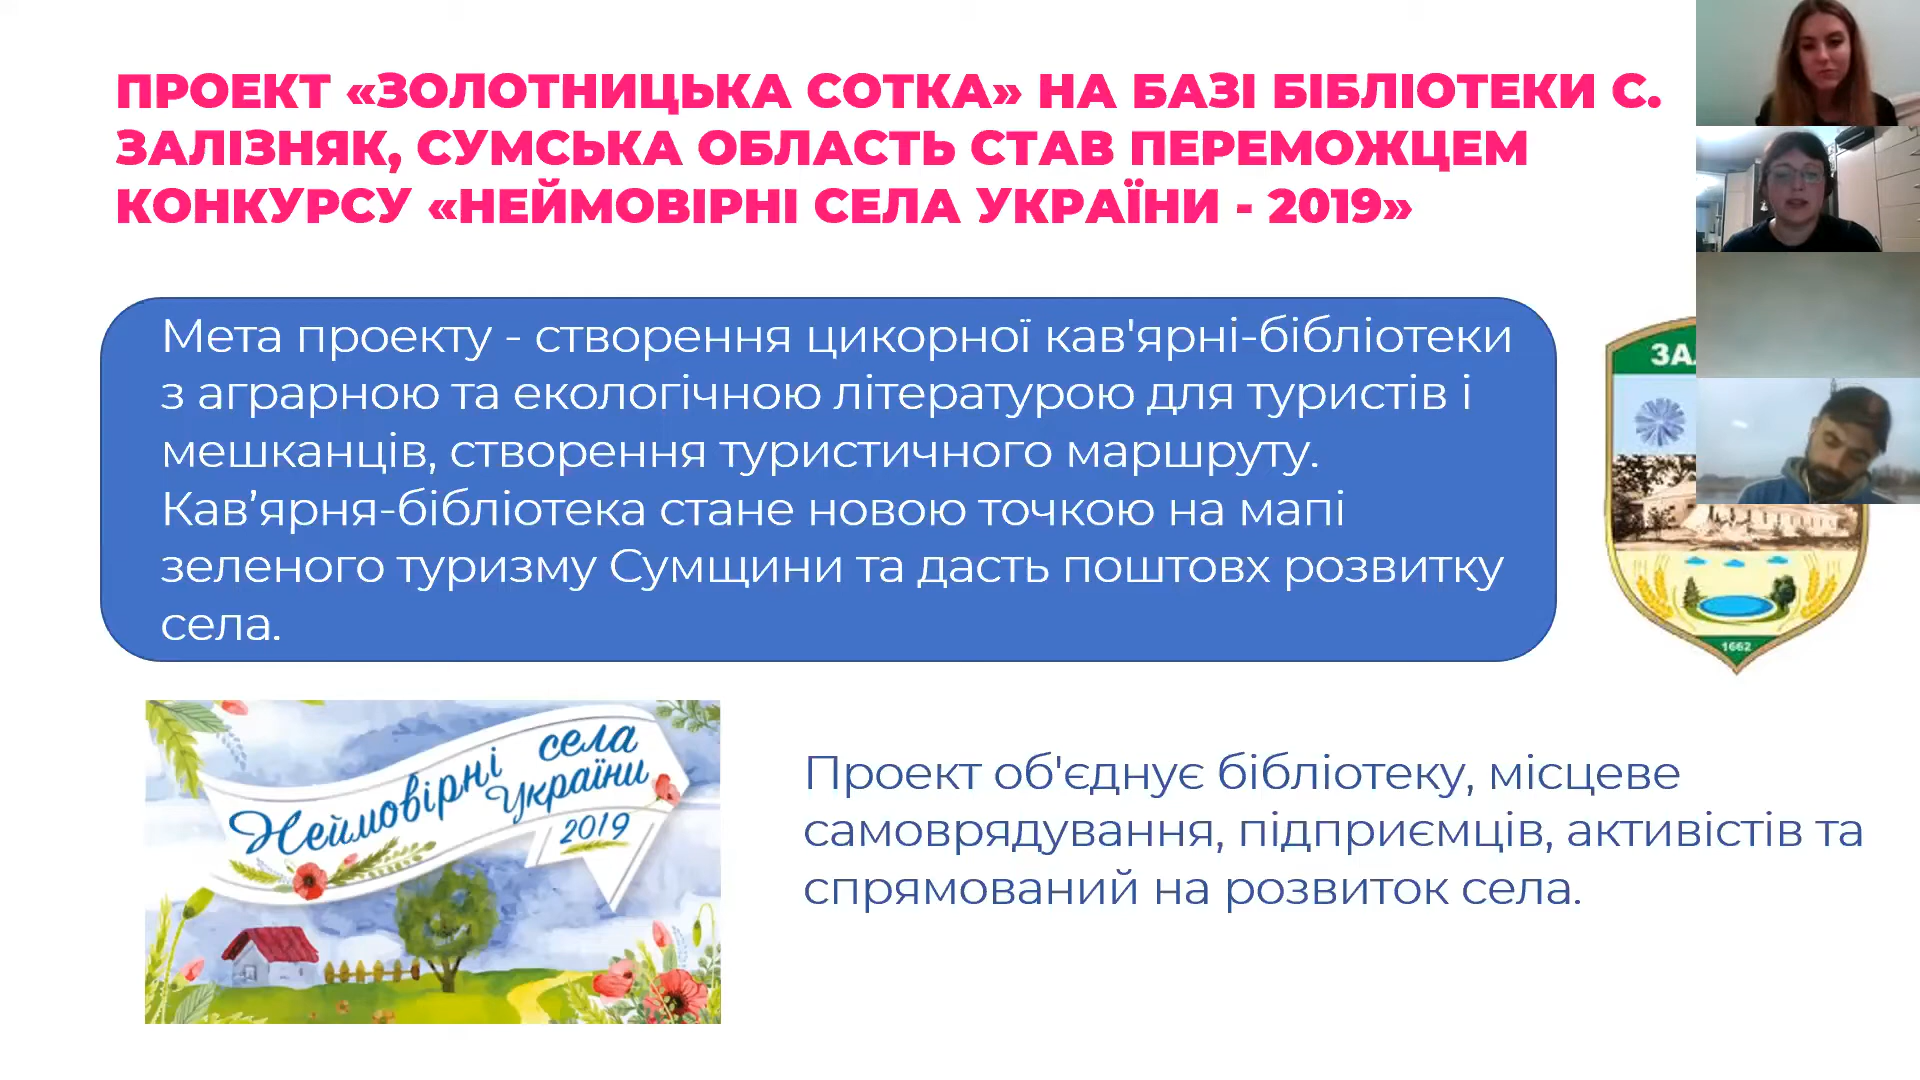 ПРОЕКТ «ЗОЛОТНИЦЬКА СОТКА» НА БАЗІ БІБЛІОТЕКИ С.
ЗАЛІЗНЯК, СУМСЬКА ОБЛАСТЬ СТАВ ПЕРЕМОЖЦЕМ
КОНКУРСУ «НЕЙМОВІРНІ СЕЛА УКРАЇНИ - 2019»
Мета проекту - створення цикорної кав'ярні-бібліотеки
з аграрною та екологічною літературою для туристів і
мешканців, створення туристичного маршруту.
Кав’ярня-бібліотека стане новою точкою на мапі
зеленого туризму Сумщини та дасть поштовх розвитку
села.
ЗА
1662
Неймовірні села
України
2019
Проект об'єднує бібліотеку, місцеве
самоврядування, підприємців, активістів та
спрямований на розвиток села.